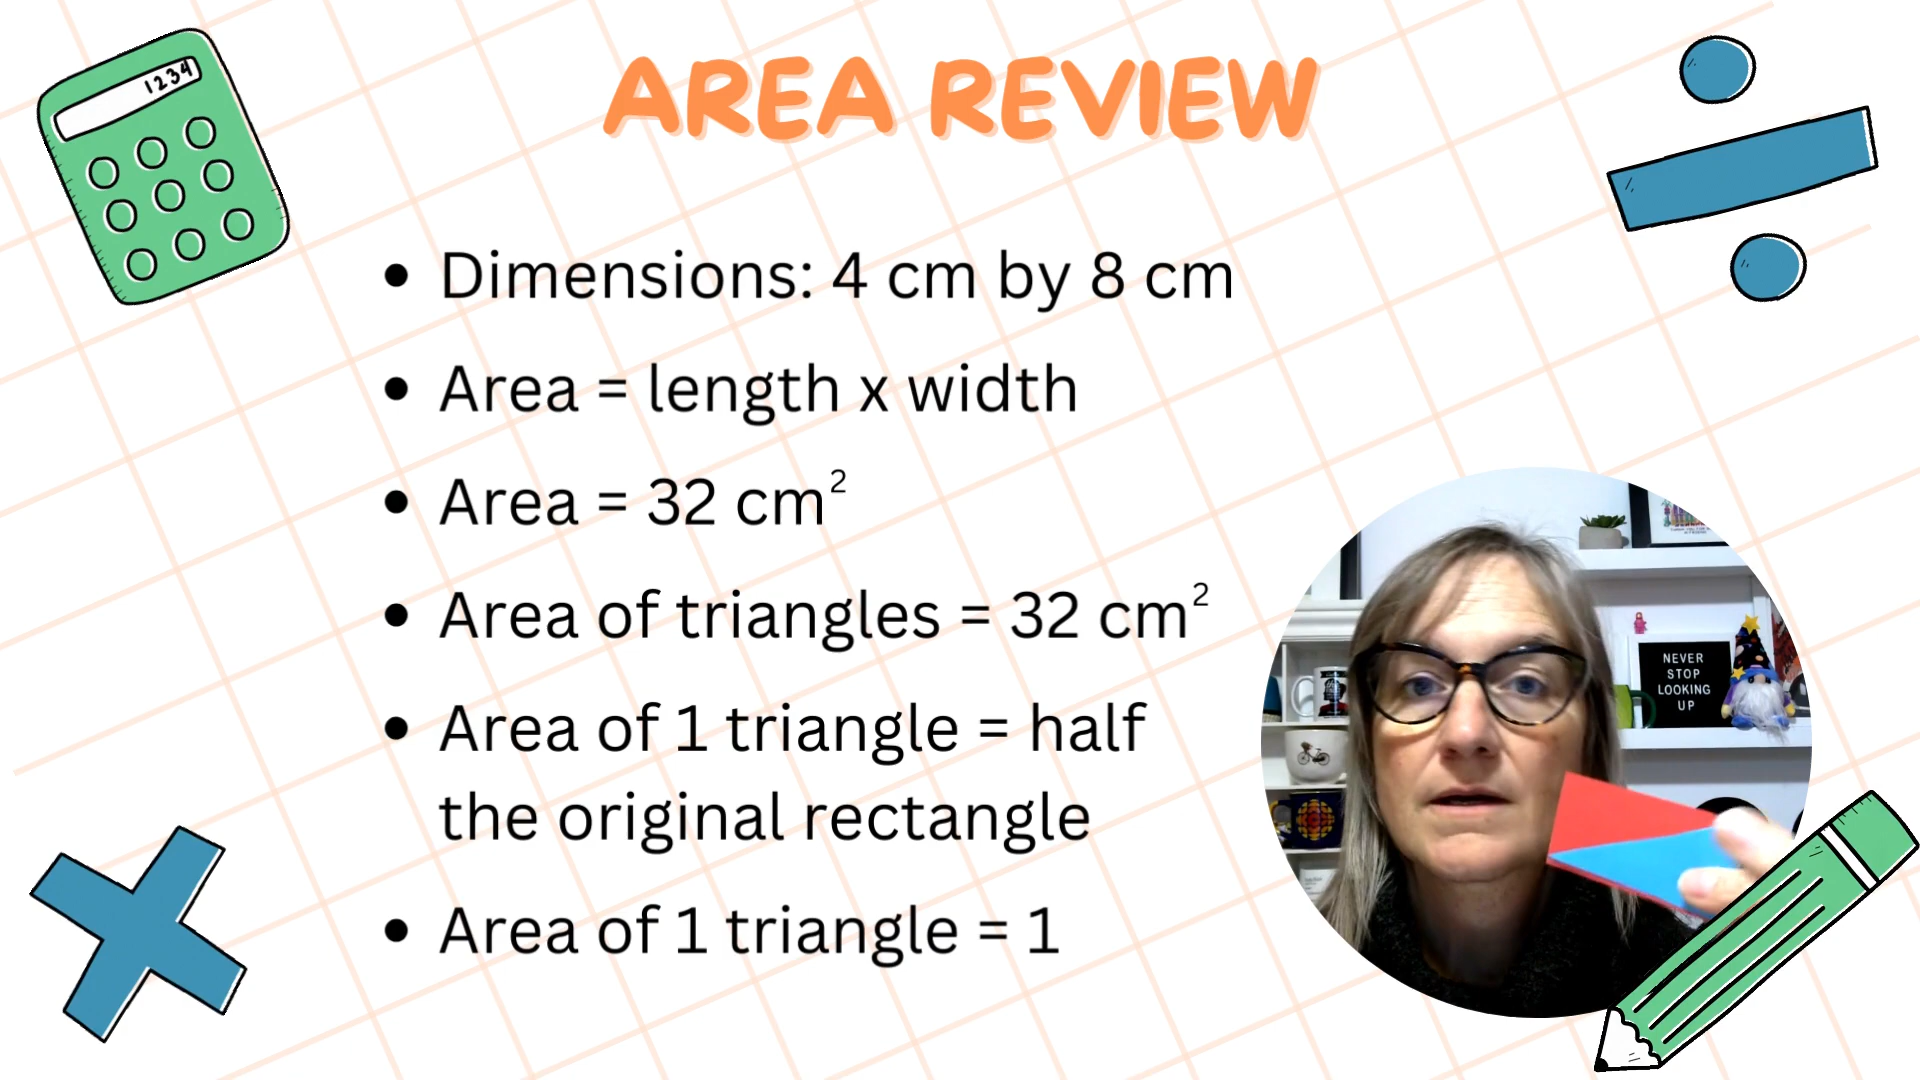 1234
AREA REVIEW
• Dimensions: 4 cm by 8 cm
• Area = length x width
• Area = 32 cm²
• Area of triangles = 32 cm²
• Area of 1 triangle = half
the original rectangle
• Area of 1 triangle = 1
NEVER
STOP
LOOKING
UP